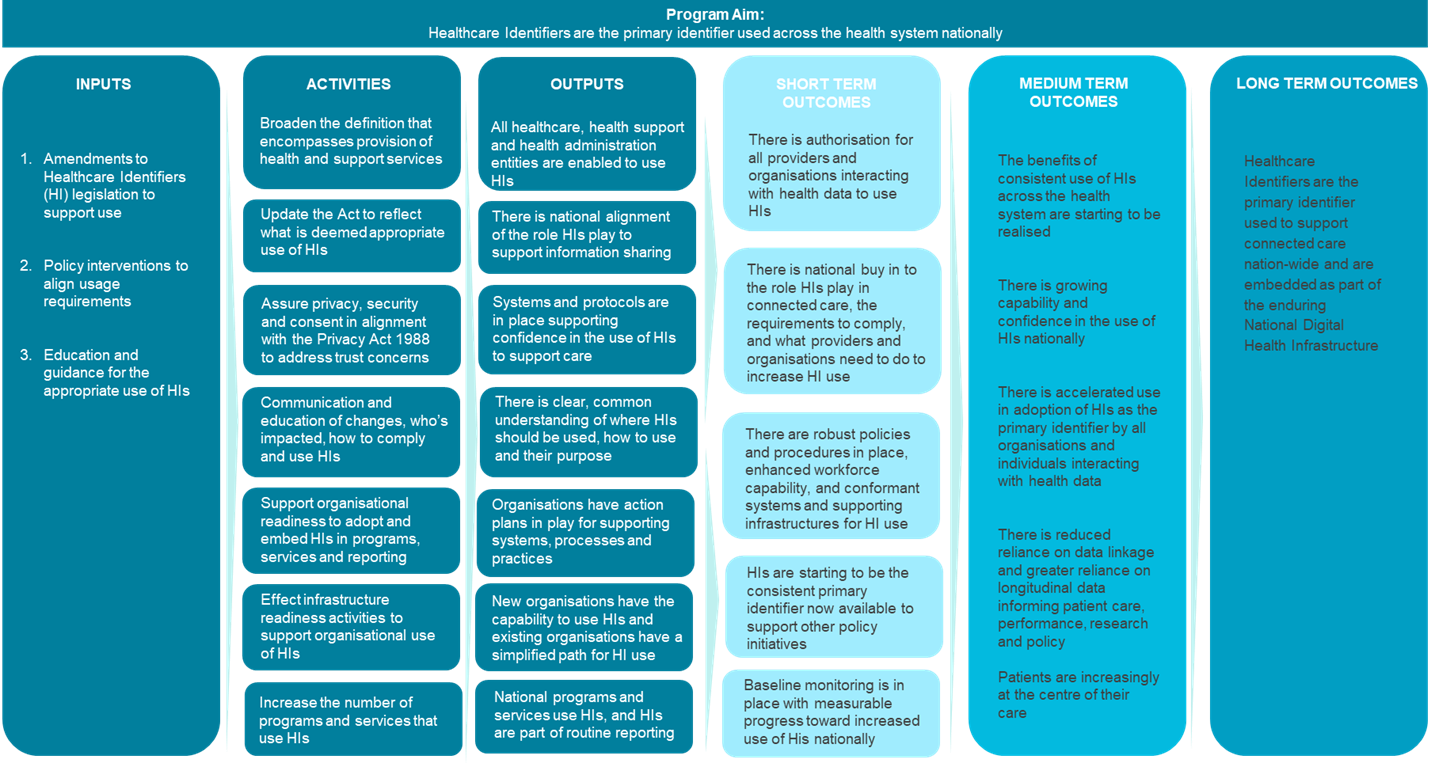 Program Aim:
Healthcare Identifiers are the primary identifier used across the health system nationally
INPUTS
1. Amendments to
Healthcare Identifiers
(HI) legislation to
support use
2. Policy interventions to
align usage
requirements
3. Education and
guidance for the
appropriate use of HIs
ACTIVITIES
Broaden the definition that
encompasses provision of
health and support services
Update the Act to reflect
what is deemed appropriate
use of HIs
Assure privacy, security
and consent in alignment
with the Privacy Act 1988
to address trust concerns
Communication and
education of changes, who's
impacted, how to comply
and use HIs
Support organisational
readiness to adopt and
embed HIs in programs,
services and reporting
Effect infrastructure
readiness activities to
support organisational use
of HIs
Increase the number of
programs and services that
use HIs
OUTPUTS
All healthcare, health support
and health administration
entities are enabled to use
HIs
There is national alignment
of the role HIs play to
support information sharing
Systems and protocols are
in place supporting
confidence in the use of HIs
to support care
There is clear, common
understanding of where HIs
should be used, how to use
and their purpose
Organisations have action
plans in play for supporting
systems, processes and
practices
New organisations have the
capability to use HIs and
existing organisations have a
simplified path for HI use
National programs and
services use HIs, and HIs
are part of routine reporting
SHORT TERM
OUTCOMES
There is authorisation for
all providers and
organisations interacting
with health data to use
HIs
There is national buy in to
the role HIs play in
connected care, the
requirements to comply,
and what providers and
organisations need to do to
increase HI use
There are robust policies
and procedures in place,
enhanced workforce
capability, and conformant
systems and supporting
infrastructures for HI use
HIs are starting to be the
consistent primary
identifier now available to
support other policy
initiatives
Baseline monitoring is in
place with measurable
progress toward increased
use of His nationally
MEDIUM TERM
OUTCOMES
The benefits of
consistent use of HIs
across the health
system are starting to be
realised
There is growing
capability and
confidence in the use of
HIs nationally
There is accelerated use
in adoption of HIs as the
primary identifier by all
organisations and
individuals interacting
with health data
There is reduced
reliance on data linkage
and greater reliance on
longitudinal data
informing patient care,
performance, research
and policy
Patients are increasingly
at the centre of their
care
LONG TERM OUTCOMES
Healthcare
Identifiers are the
primary identifier
used to support
connected care
nation-wide and are
embedded as part of
the enduring
National Digital
Health Infrastructure